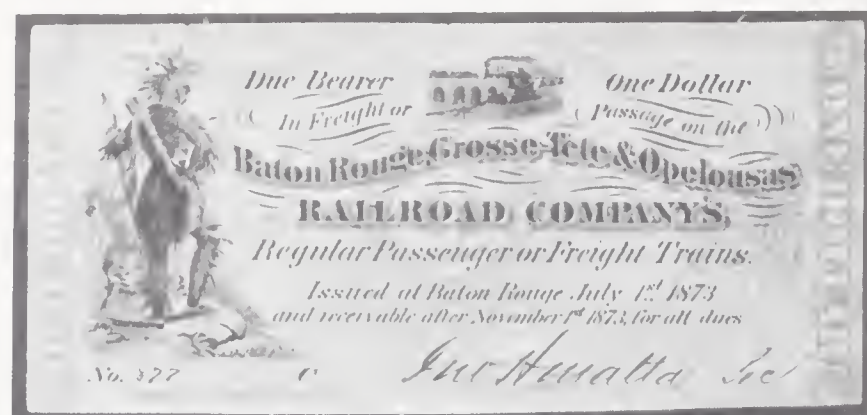 Due Bearer One Dollar
In Freight or Passage on the
Baton Rouge, Grosse-Tete & Opelousas
RAILROAD COMPANY'S,
Regular Passenger or Freight Trains.
Issued at Baton Rouge July 1st 1873
and receivable after November 1st 1873, for all dues
No. 377 C